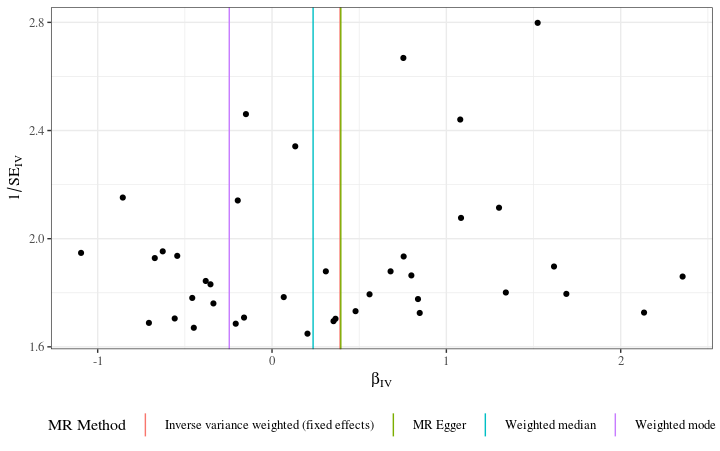 2.8
2.4
2.0
1.6
1/SE_IV
-1 0 1 2
β_IV
MR Method Inverse variance weighted (fixed effects) MR Egger Weighted median Weighted mode